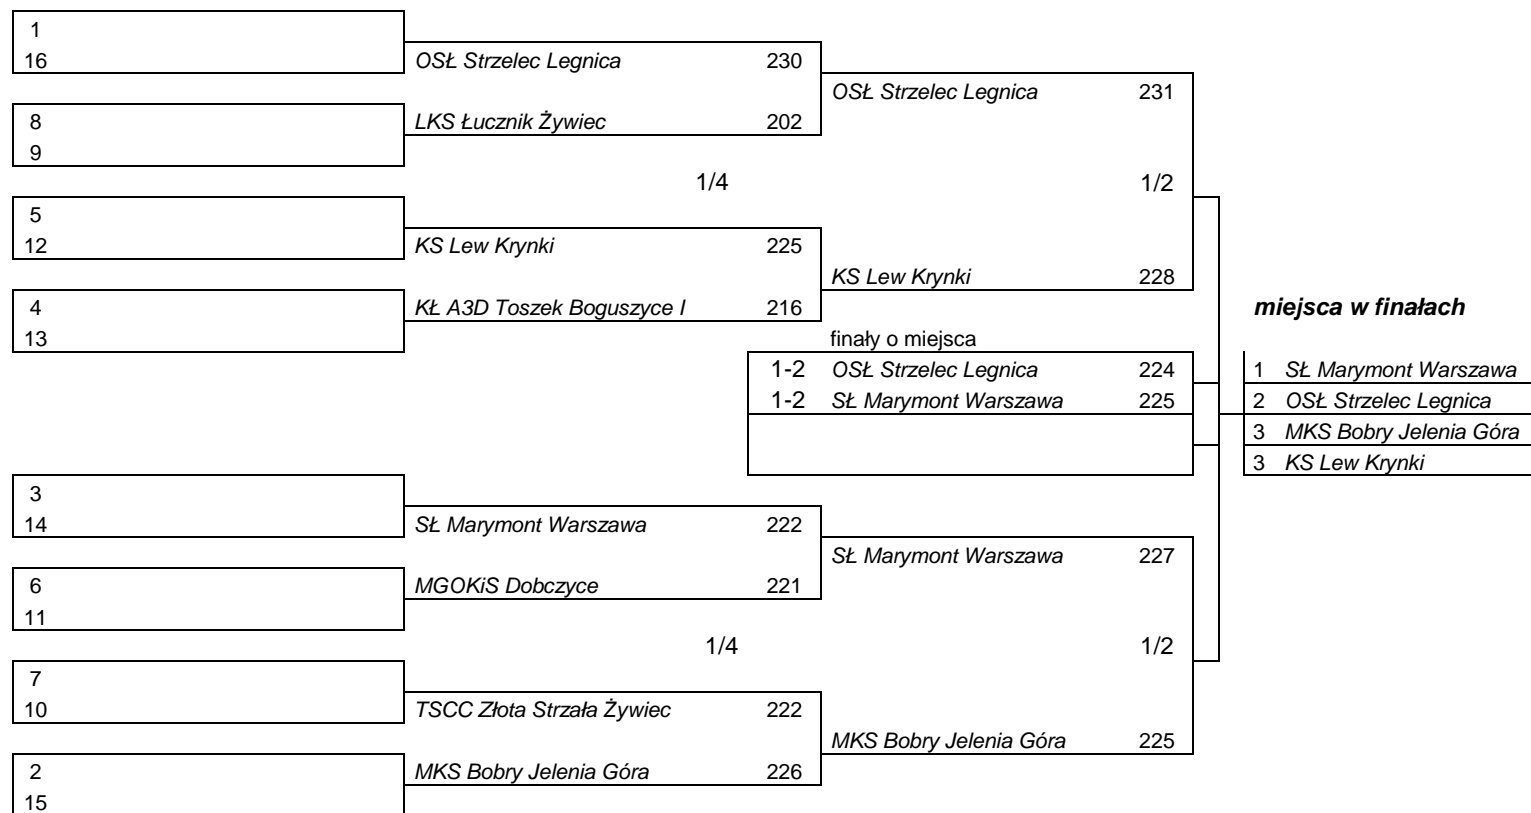 1
16 OSŁ Strzelec Legnica 230
OSŁ Strzelec Legnica 231
8 LKS Łucznik Żywiec 202
9
1/4 1/2
5
12 KS Lew Krynki 225
KS Lew Krynki 228
4 KŁ A3D Toszek Boguszyce I 216 miejsca w finałach
13 finały o miejsca
1-2 OSŁ Strzelec Legnica 224 1 SŁ Marymont Warszawa
1-2 SŁ Marymont Warszawa 225 2 OSŁ Strzelec Legnica
3 MKS Bobry Jelenia Góra
3 KS Lew Krynki
3
14 SŁ Marymont Warszawa 222
SŁ Marymont Warszawa 227
6 MGOKiS Dobczyce 221
11
1/4 1/2
7
10 TSCC Złota Strzała Żywiec 222
MKS Bobry Jelenia Góra 225
2 MKS Bobry Jelenia Góra 226
15